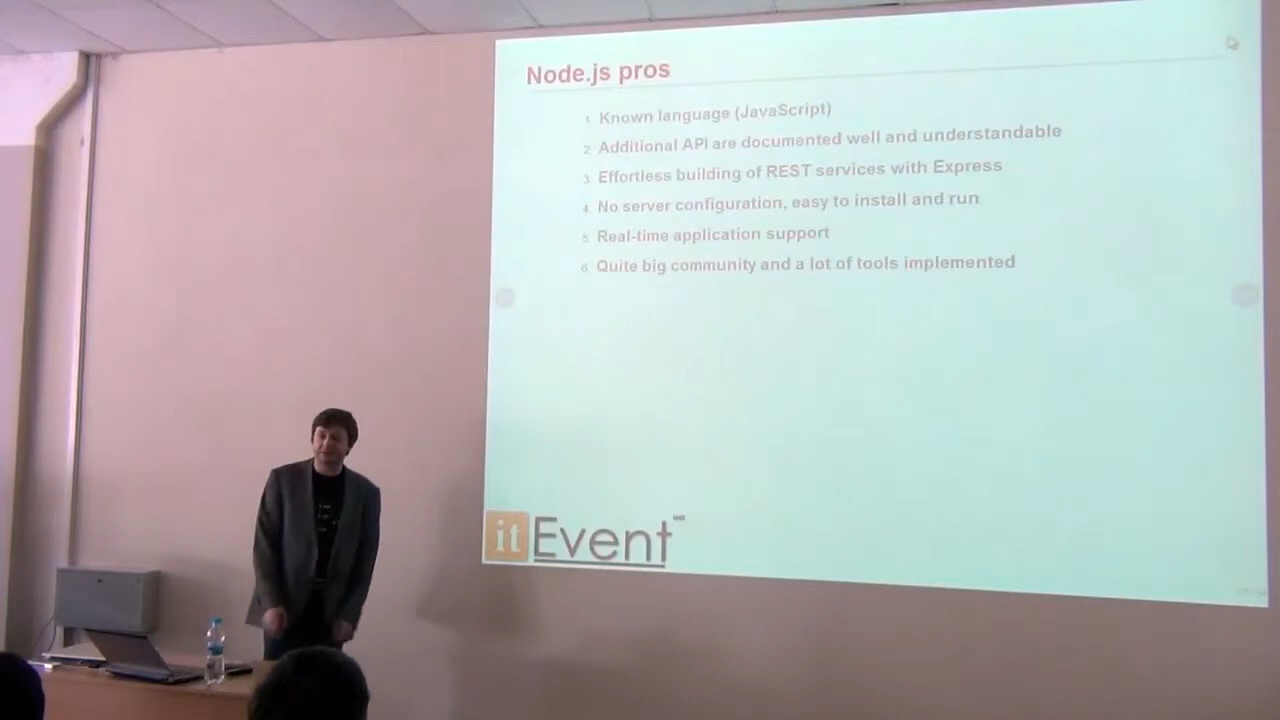 Node.js pros
1. Known language (JavaScript)
2. Additional API are documented well and understandable
3. Effortless building of REST services with Express
4. No server configuration, easy to install and run
5. Real-time application support
6. Quite big community and a lot of tools implemented
it Event